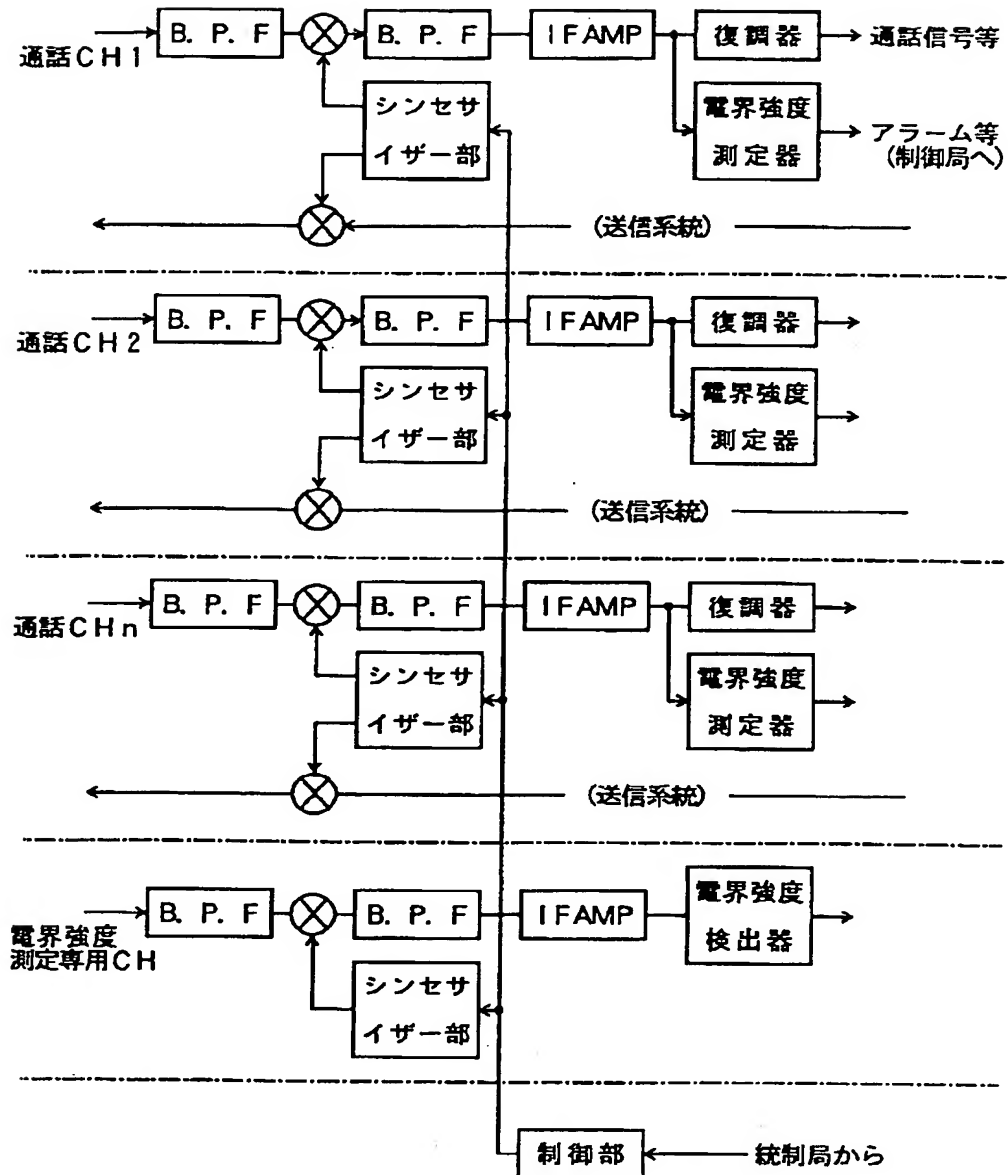 B. P. F
B. P. F
IFAMP
復調器
通話信号等
通話CH1
シンセサ
イザー部
電界強度
測定器
アラーム等
(制御局へ)
(送信系統)
B. P. F
B. P. F
IFAMP
復調器
通話CH2
シンセサ
イザー部
電界強度
測定器
(送信系統)
B. P. F
B. P. F
IFAMP
復調器
通話CHn
シンセサ
イザー部
電界強度
測定器
(送信系統)
B. P. F
B. P. F
IFAMP
電界強度
検出器
電界強度
測定専用CH
シンセサ
イザー部
制御部
統制局から